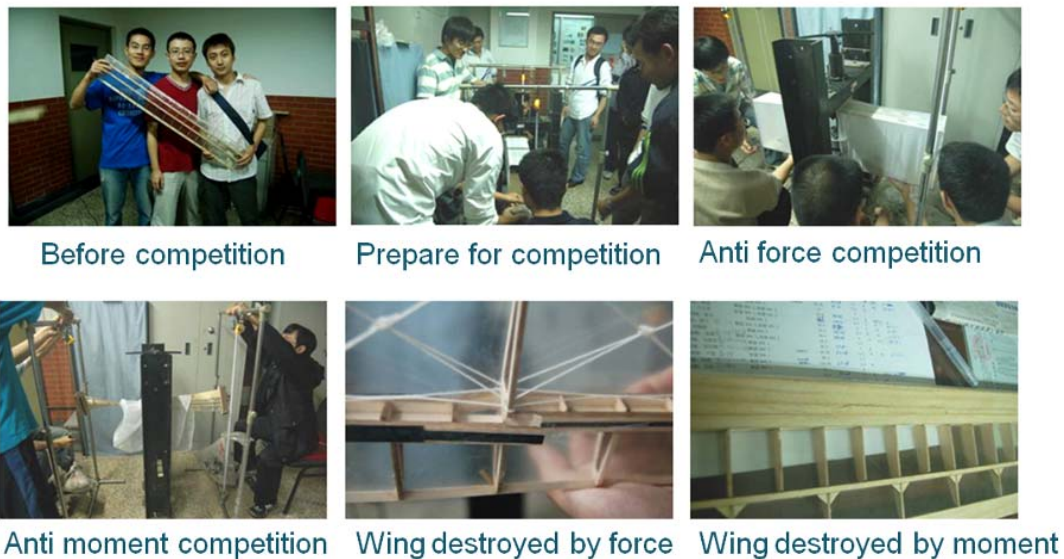 Before competition
Prepare for competition
Anti force competition
Anti moment competition
Wing destroyed by force
Wing destroyed by moment